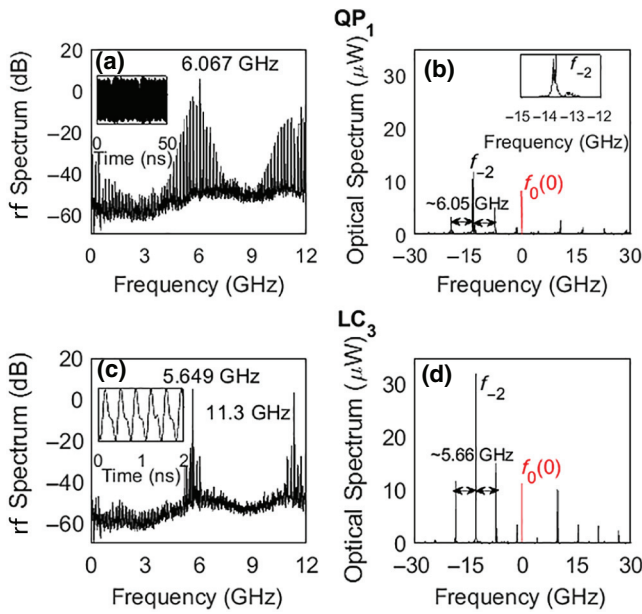 QP1
rf Spectrum (dB)
20
0
−20
−40
−60
(a)
6.067 GHz
0
50
Time (ns)
0
3
6
9
12
Frequency (GHz)
Optical Spectrum (μW)
30
20
10
0
(b)
f−2
−15 −14 −13 −12
Frequency (GHz)
f−2
~6.05 GHz
f0(0)
−30 −15 0 15 30
Frequency (GHz)
LC3
rf Spectrum (dB)
20
0
−20
−40
−60
(c)
5.649 GHz
11.3 GHz
0 1 2
Time (ns)
0 3 6 9 12
Frequency (GHz)
Optical Spectrum (μW)
30
20
10
0
(d)
f−2
~5.66 GHz
f0(0)
−30 −15 0 15 30
Frequency (GHz)